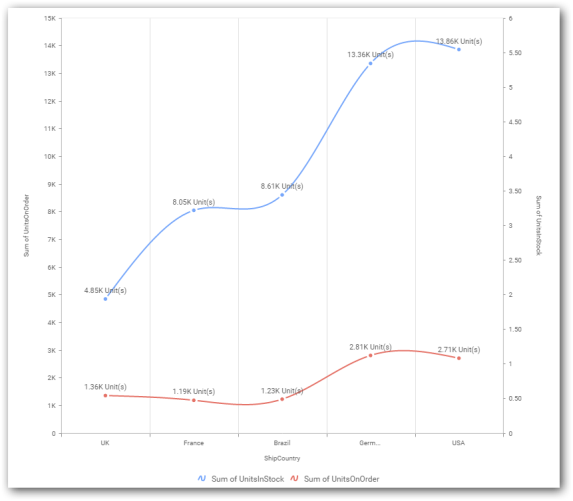 15K
14K
13K
12K
11K
10K
9K
8K
7K
6K
5K
4K
3K
2K
1K
0
Sum of UnitsOnOrder
6
5.50
5
4.50
4
3.50
3
2.50
2
1.50
1
0.50
0
Sum of UnitsInStock
4.85K Unit(s)
8.05K Unit(s)
8.61K Unit(s)
13.36K Unit(s)
13.86K Unit(s)
1.36K Unit(s)
1.19K Unit(s)
1.23K Unit(s)
2.81K Unit(s)
2.71K Unit(s)
UK France Brazil Germ... USA
ShipCountry
Sum of UnitsInStock Sum of UnitsOnOrder